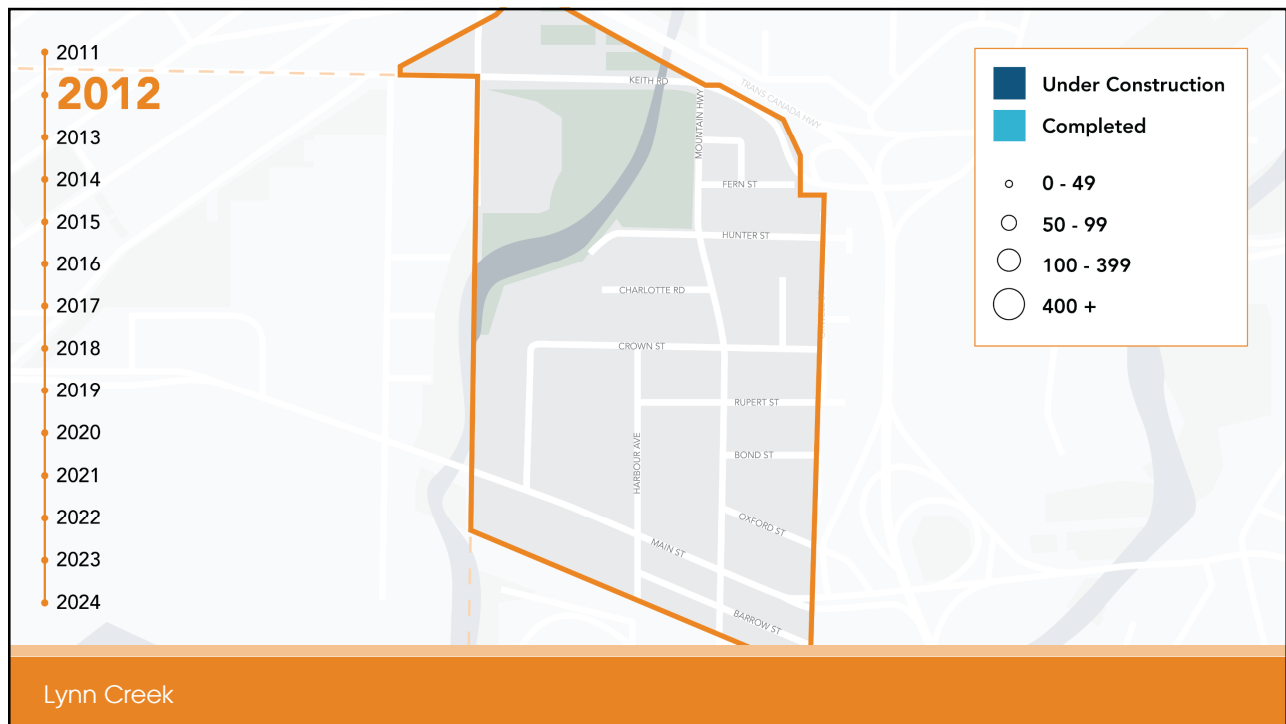 2011
2012
2013
2014
2015
2016
2017
2018
2019
2020
2021
2022
2023
2024
KEITH RD
TRANS CANADA HWY
MOUNTAIN HWY
FERN ST
HUNTER ST
CHARLOTTE RD
CROWN ST
RUPERT ST
HARBOUR AVE
BOND ST
OXFORD ST
MAIN ST
BARROW ST
Under Construction
Completed
0 - 49
50 - 99
100 - 399
400 +
Lynn Creek